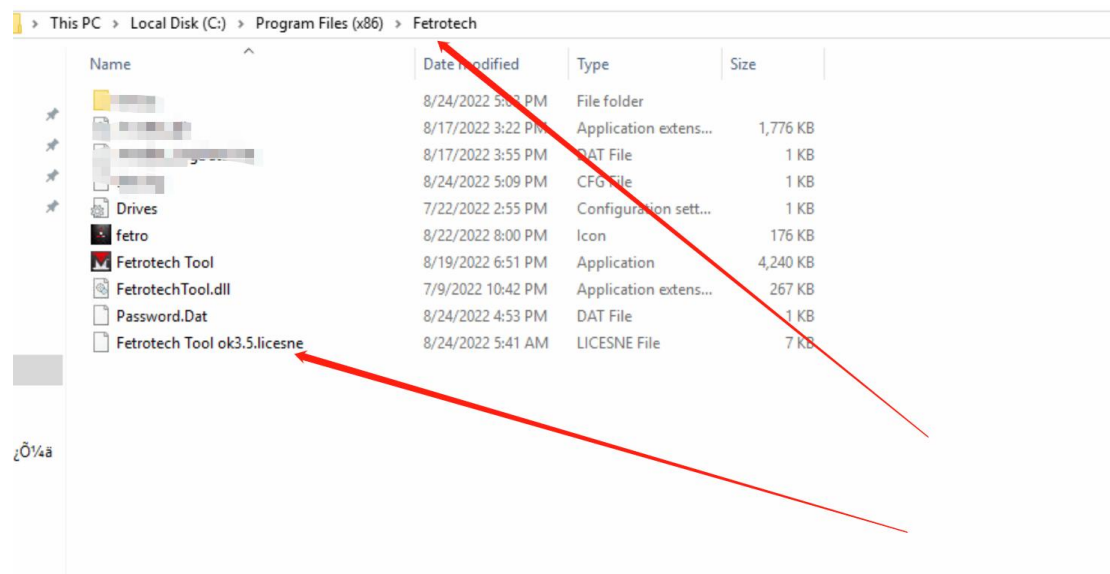 This PC > Local Disk (C:) > Program Files (x86) > Fetrotech
Name Date modified Type Size
8/24/2022 5:03 PM File folder
8/17/2022 3:22 PM Application extens... 1,776 KB
8/17/2022 3:55 PM DAT File 1 KB
8/24/2022 5:09 PM CFG File 1 KB
Drives 7/22/2022 2:55 PM Configuration sett... 1 KB
fetro 8/22/2022 8:00 PM Icon 176 KB
Fetrotech Tool 8/19/2022 6:51 PM Application 4,240 KB
FetrotechTool.dll 7/9/2022 10:42 PM Application extens... 267 KB
Password.Dat 8/24/2022 4:53 PM DAT File 1 KB
Fetrotech Tool ok3.5.licesne 8/24/2022 5:41 AM LICESNE File 7 KB
¿Õ¼ä